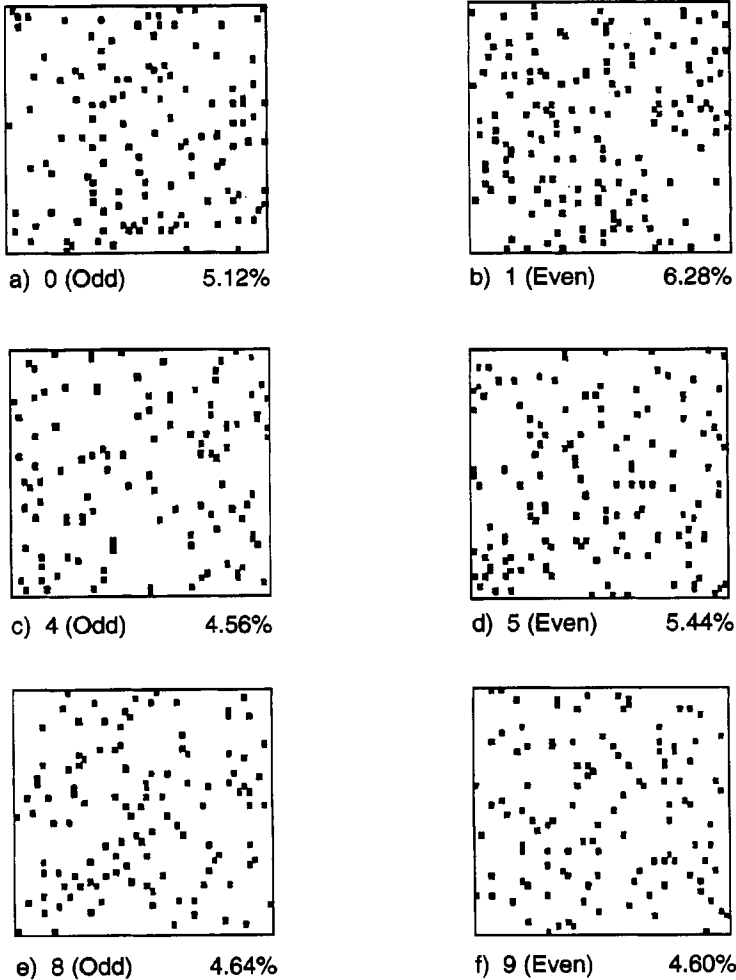 a) 0 (Odd) 5.12%
b) 1 (Even) 6.28%
c) 4 (Odd) 4.56%
d) 5 (Even) 5.44%
e) 8 (Odd) 4.64%
f) 9 (Even) 4.60%